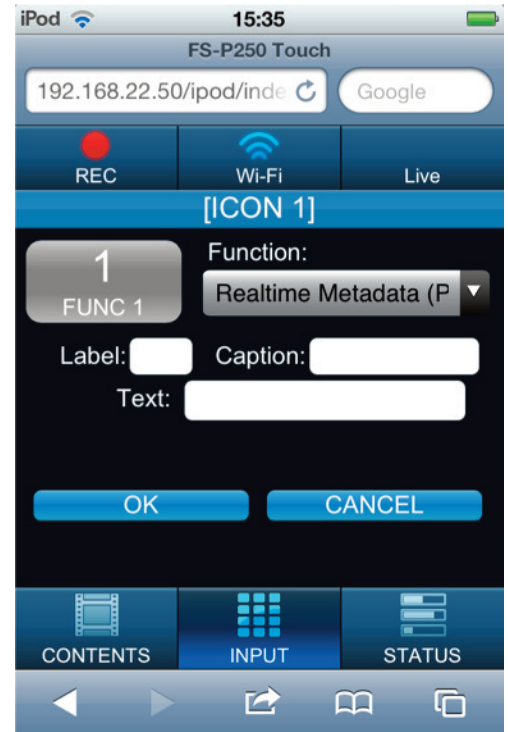 iPod 15:35
FS-P250 Touch
192.168.22.50/ipod/inde Google
REC Wi-Fi Live
[ICON 1]
1
FUNC 1
Function:
Realtime Metadata (P
Label: Caption:
Text:
OK CANCEL
CONTENTS INPUT STATUS